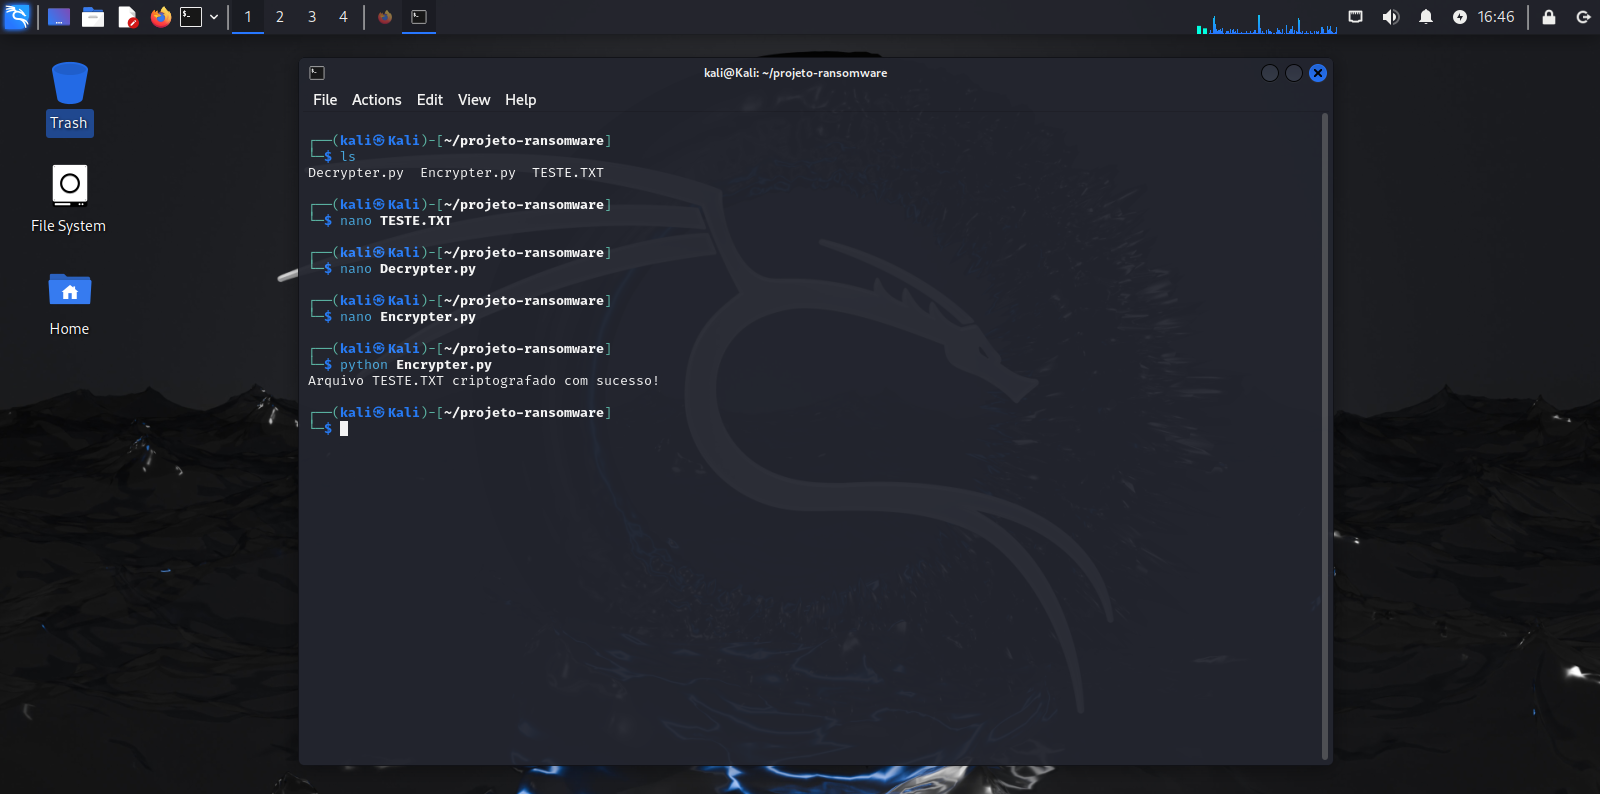 1 2 3 4
16:46
Trash
File System
Home
kali@Kali: ~/projeto-ransomware
File Actions Edit View Help
┌──(kali㉿Kali)-[~/projeto-ransomware]
└─$ ls
Decrypter.py  Encrypter.py  TESTE.TXT
┌──(kali㉿Kali)-[~/projeto-ransomware]
└─$ nano TESTE.TXT
┌──(kali㉿Kali)-[~/projeto-ransomware]
└─$ nano Decrypter.py
┌──(kali㉿Kali)-[~/projeto-ransomware]
└─$ nano Encrypter.py
┌──(kali㉿Kali)-[~/projeto-ransomware]
└─$ python Encrypter.py
Arquivo TESTE.TXT criptografado com sucesso!
┌──(kali㉿Kali)-[~/projeto-ransomware]
└─$